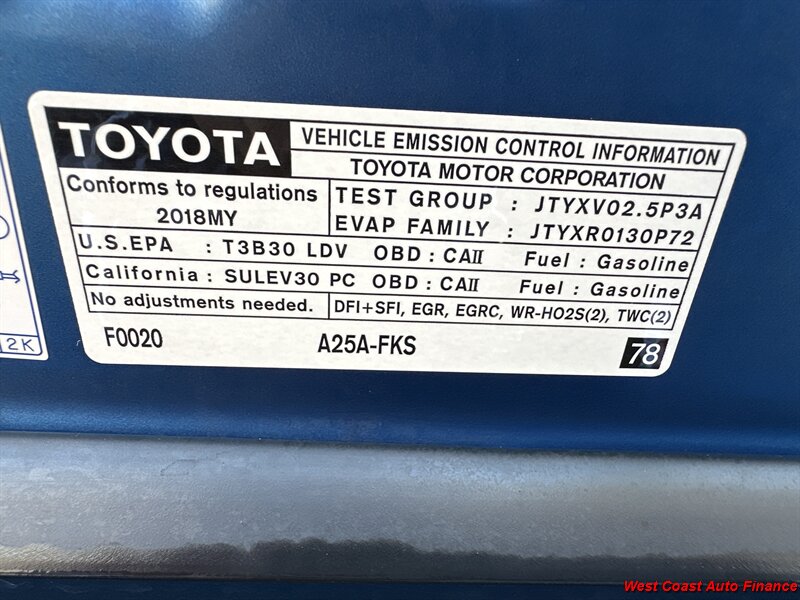 TOYOTA
VEHICLE EMISSION CONTROL INFORMATION
TOYOTA MOTOR CORPORATION
Conforms to regulations
2018MY
TEST GROUP : JTYXV02.5P3A
EVAP FAMILY : JTYXR0130P72
U.S.EPA : T3B30 LDV OBD : CAII Fuel : Gasoline
California : SULEV30 PC OBD : CAII Fuel : Gasoline
No adjustments needed.
DFI+SFI, EGR, EGRC, WR-HO2S(2), TWC(2)
F0020 A25A-FKS 78
2K
West Coast Auto Finance